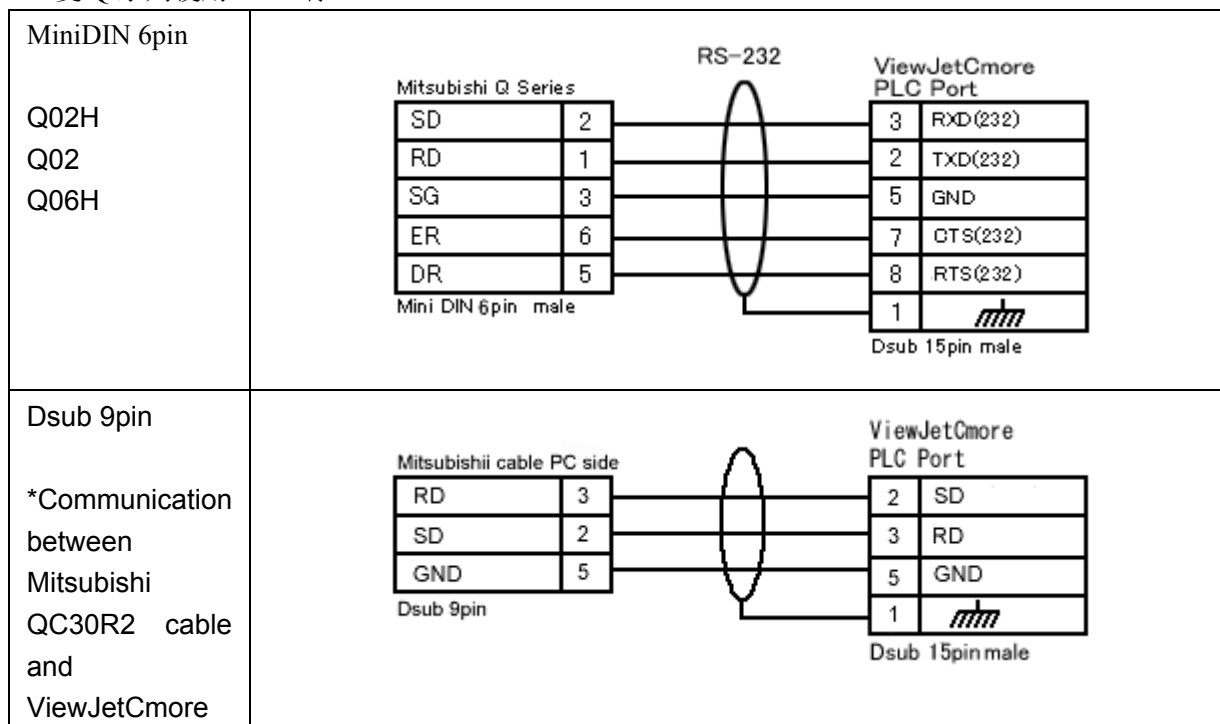 MiniDIN 6pin
Q02H
Q02
Q06H
RS-232
Mitsubishi Q Series
ViewJetCmore
PLC Port
SD 2 3 RXD(232)
RD 1 2 TXD(232)
SG 3 5 GND
ER 6 7 CTS(232)
DR 5 8 RTS(232)
1
Mini DIN 6pin male
Dsub 15pin male
Dsub 9pin
*Communication
between
Mitsubishi
QC30R2 cable
and
ViewJetCmore
Mitsubishii cable PC side
ViewJetCmore
PLC Port
RD 3 2 SD
SD 2 3 RD
GND 5 5 GND
1
Dsub 9pin
Dsub 15pin male